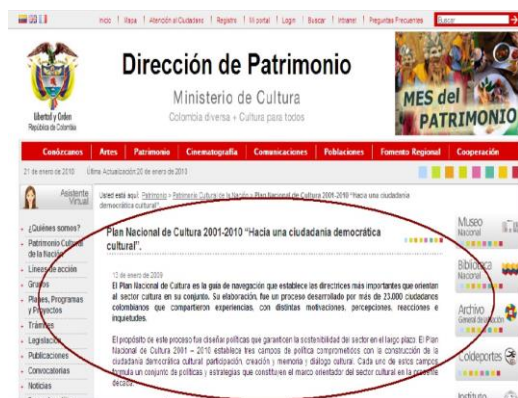 Inicio | Mapa | Atención al Ciudadano | Registro | Mi portal | Login | Buscar | Intranet | Preguntas Frecuentes
Buscar
Libertad y Orden
República de Colombia
Dirección de Patrimonio
Ministerio de Cultura
Colombia diversa + Cultura para todos
MES del
PATRIMONIO
Conózcanos Artes Patrimonio Cinematografía Comunicaciones Poblaciones Fomento Regional Cooperación
21 de enero de 2010 Última Actualización 20 de enero de 2010
Asistente
Virtual
¿Quiénes somos?
Patrimonio Cultural
de la Nación
Líneas de acción
Grupos
Planes, Programas
y Proyectos
Trámites
Legislación
Publicaciones
Convocatorias
Noticias
Usted está aquí: Patrimonio > Patrimonio Cultural de la Nación > Plan Nacional de Cultura 2001-2010 "Hacia una ciudadanía
democrática cultural".
Plan Nacional de Cultura 2001-2010 "Hacia una ciudadanía democrática
cultural".
13 de enero de 2009
El Plan Nacional de Cultura es la guía de navegación que establece las directrices más importantes que orientan
al sector cultura en su conjunto. Su elaboración, fue un proceso desarrollado por más de 23.000 ciudadanos
colombianos que compartieron experiencias, con distintas motivaciones, percepciones, reacciones e
inquietudes.
El propósito de este proceso fue diseñar políticas que garanticen la sostenibilidad del sector en el largo plazo. El Plan
Nacional de Cultura 2001 – 2010 establece tres campos de política comprometidos con la construcción de la
ciudadanía democrática cultural: participación, creación y memoria y diálogo cultural. Cada uno de estos campos
formula un conjunto de políticas y estrategias que constituyen el marco orientador del sector cultural en la presente
década.
Museo
Nacional
Biblioteca
Nacional
Archivo
General de la Nación
Coldeportes
Instituto